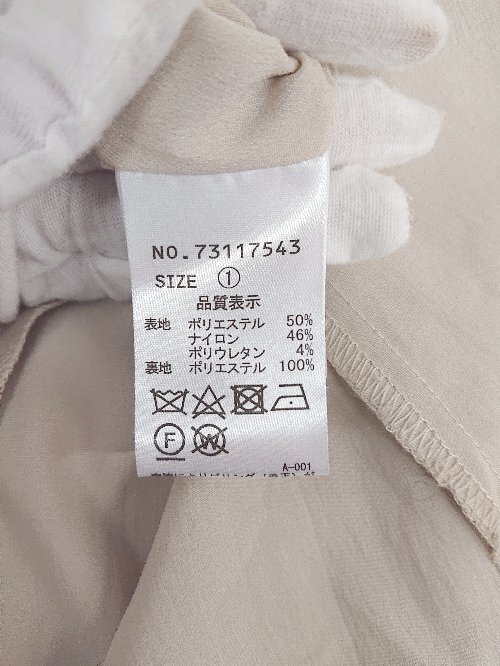 NO.73117543
SIZE ①
品質表示
表地 ポリエステル 50%
ナイロン 46%
ポリウレタン 4%
裏地 ポリエステル 100%
F W
A-001